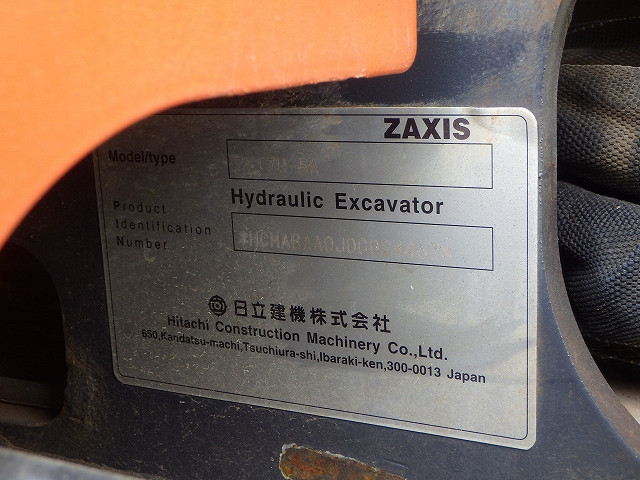 ZAXIS
Model/type
Hydraulic Excavator
Product
Identification
Number
日立建機株式会社
Hitachi Construction Machinery Co.,Ltd.
650,Kandatsu-machi,Tsuchiura-shi,Ibaraki-ken,300-0013 Japan